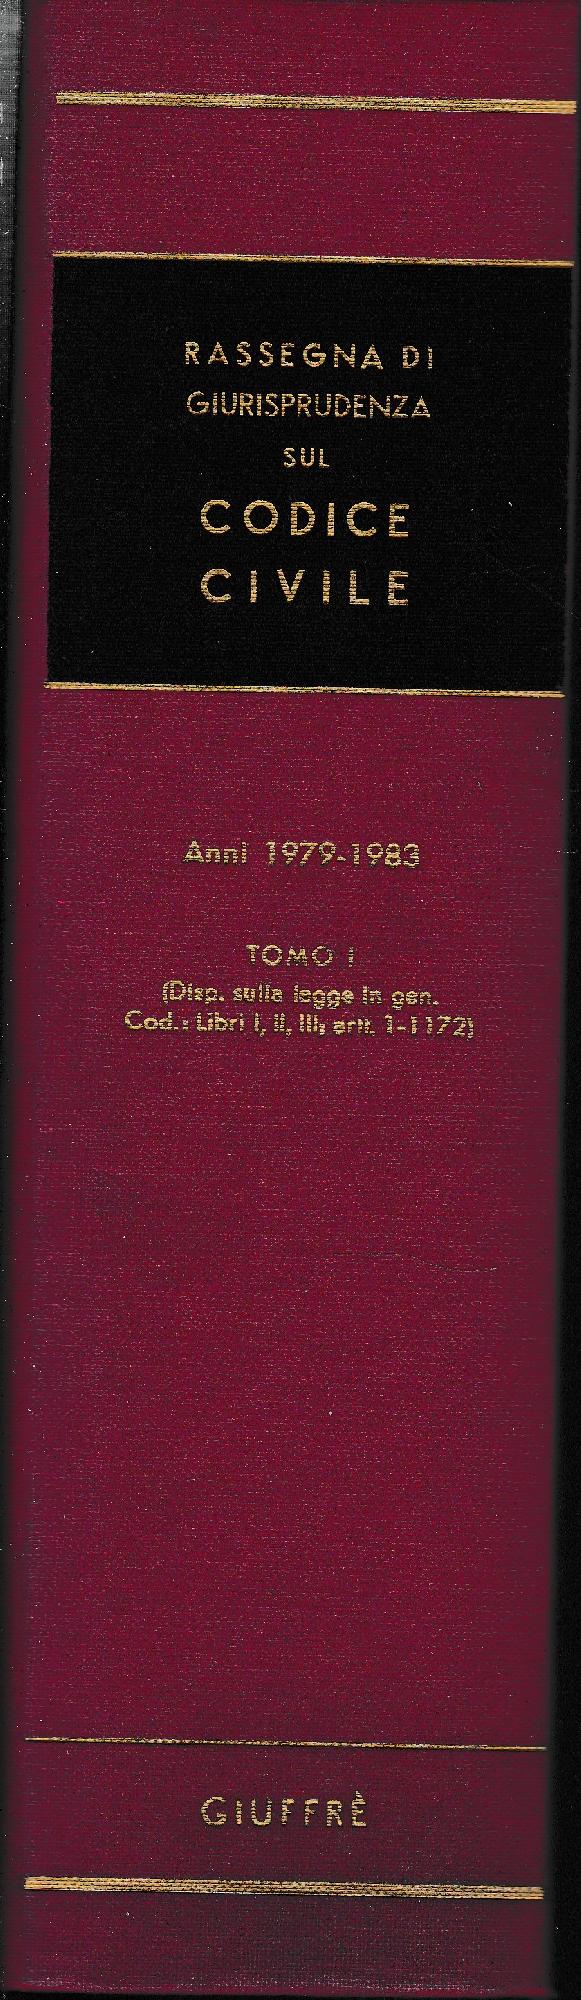 RASSEGNA DI
GIURISPRUDENZA
SUL
CODICE
CIVILE
Anni 1979-1983
TOMO I
(Disp. sulla legge in gen.
Cod.: Libri I, II, III; artt. 1-1172)
GIUFFRÈ